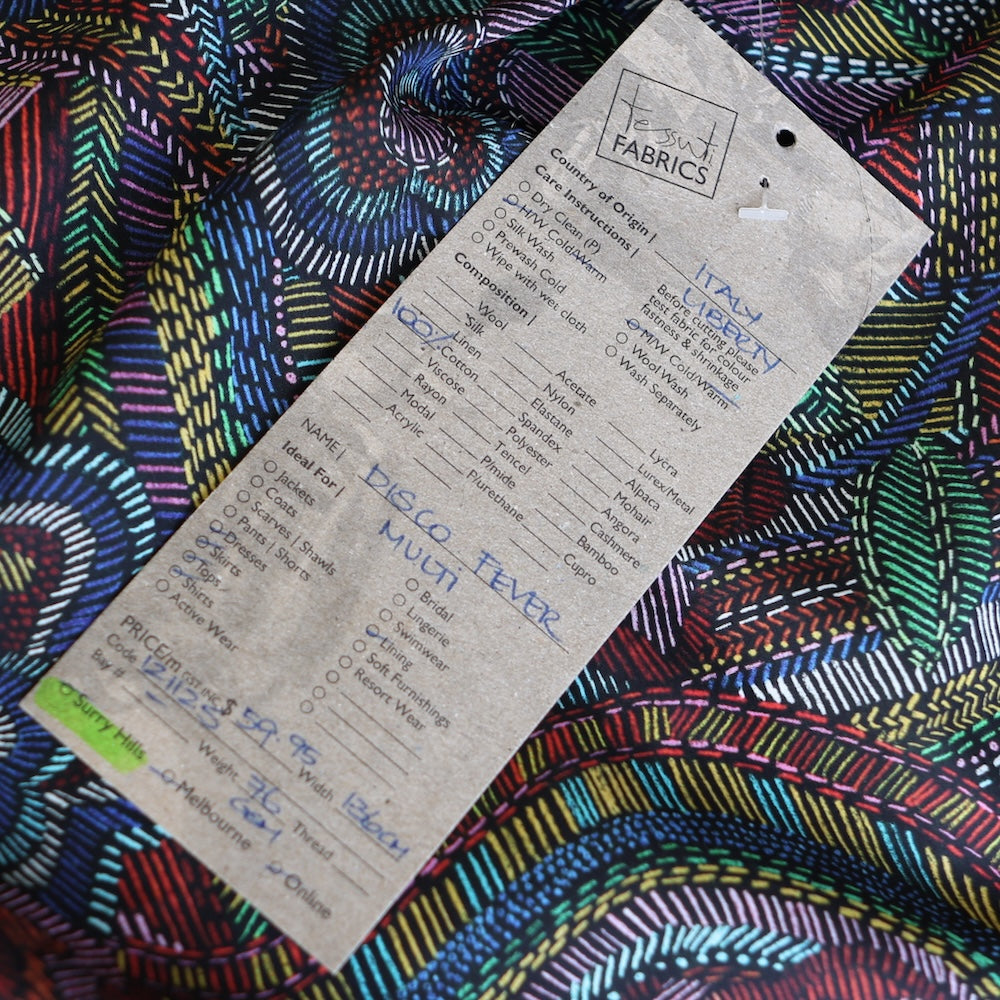 tessuti
FABRICS
Country of Origin | ITALY
LIBERTY
Care Instructions |
Before cutting please
test fabric for colour
fastness & shrinkage
Dry Clean (P)
H/W Cold/Warm
Silk Wash
Prewash Cold
Wipe with wet cloth
M/W Cold/Warm
Wool Wash
Wash Separately
Composition |
Wool
Silk
Linen
100% Cotton
Viscose
Rayon
Modal
Acrylic
Acetate
Nylon
Elastane
Spandex
Polyester
Tencel
P/mide
P/urethane
Lycra
Lurex/Metal
Alpaca
Mohair
Angora
Cashmere
Bamboo
Cupro
NAME | DISCO FEVER
MULTI
Ideal For |
Jackets
Coats
Scarves | Shawls
Pants | Shorts
Dresses
Skirts
Tops
Shirts
Active Wear
Bridal
Lingerie
Swimwear
Lining
Soft Furnishings
Resort Wear
PRICE/m GST INC $ 59.95
Code 121125 Width 136CM
Bay # Weight 76 Thread
GSM
Surry Hills
Melbourne
Online